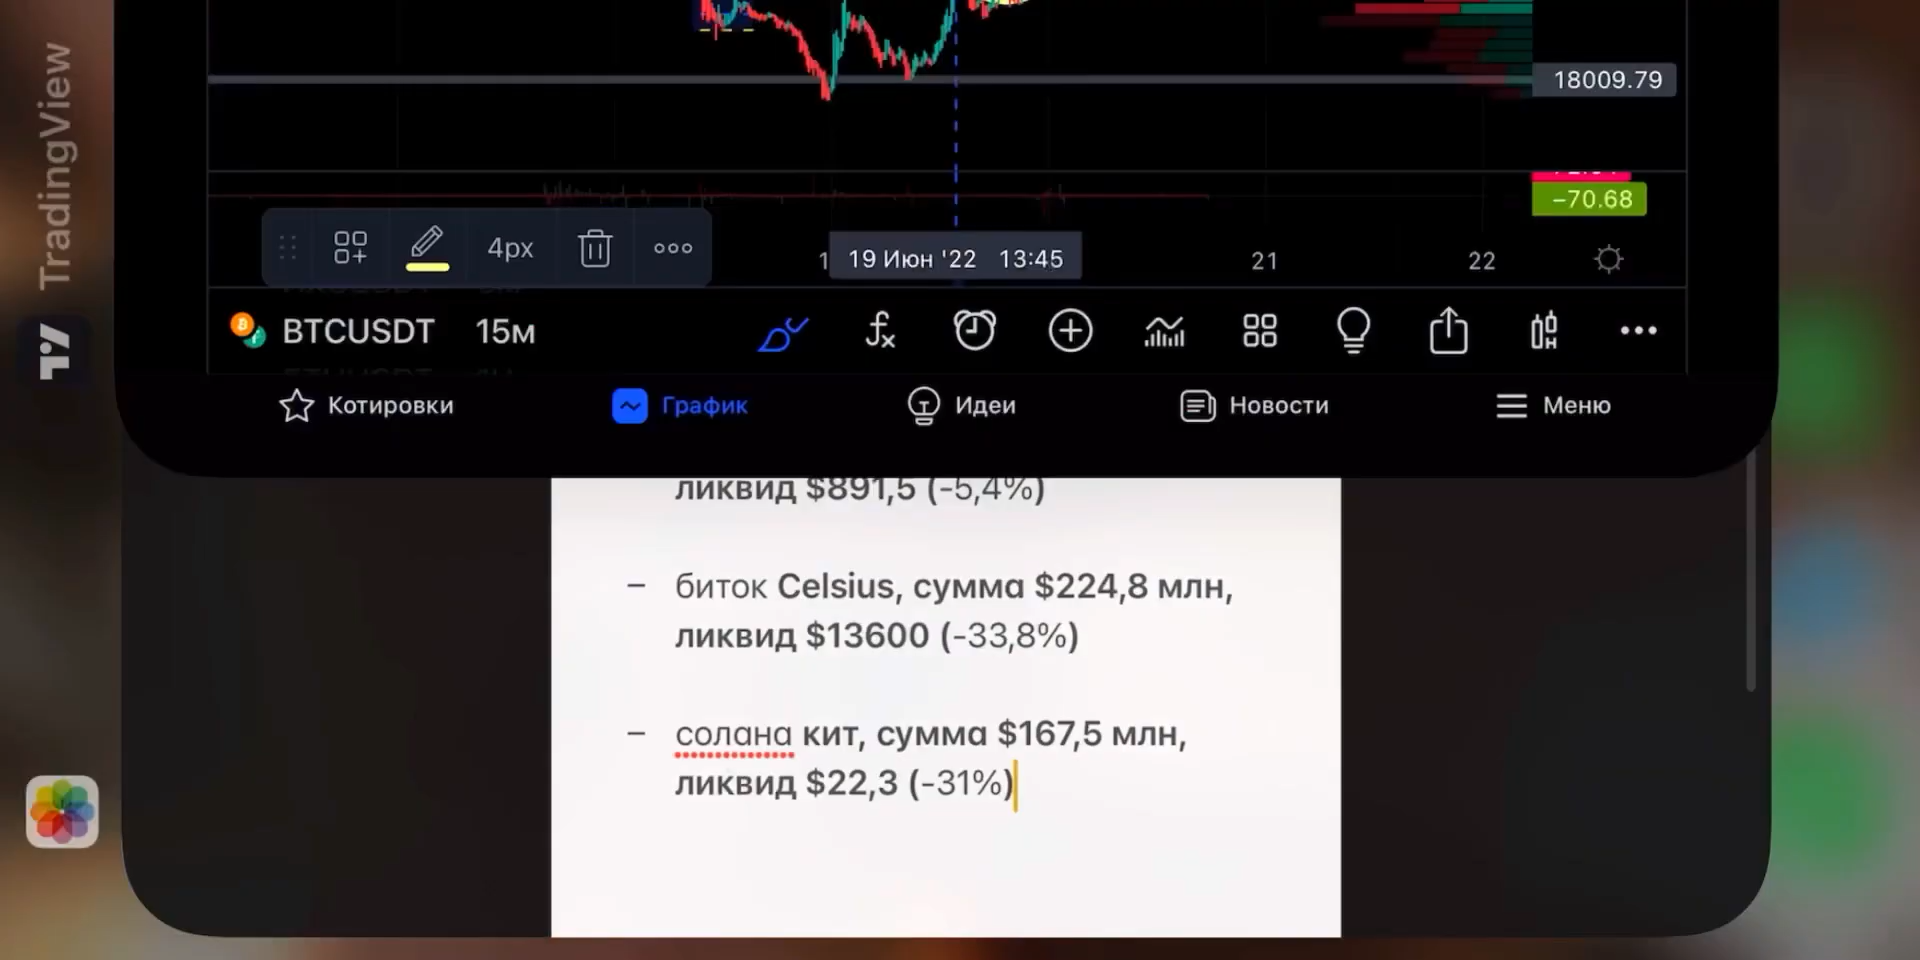 TradingView
18009.79
−70.68
4px
19 Июн '22 13:45
21
22
BTCUSDT 15м
Котировки
График
Идеи
Новости
Меню
ликвид $891,5 (-5,4%)
– биток Celsius, сумма $224,8 млн,
ликвид $13600 (-33,8%)
– солана кит, сумма $167,5 млн,
ликвид $22,3 (-31%)